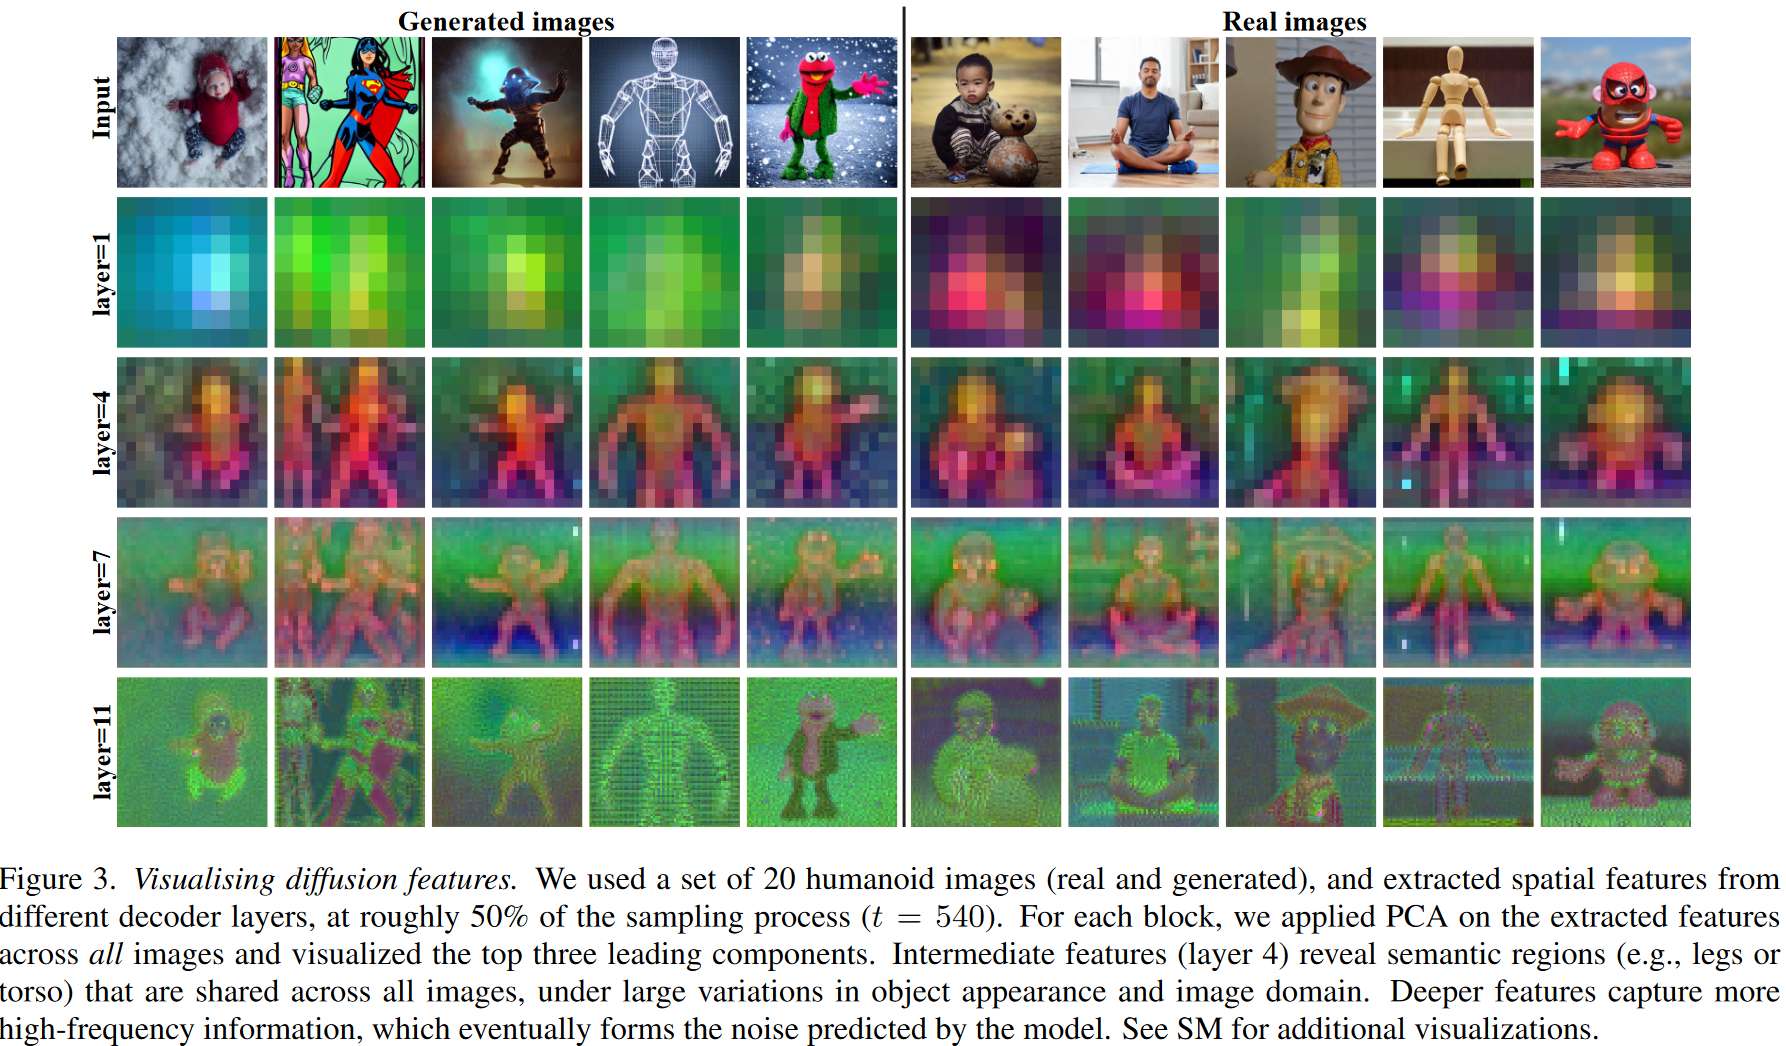 Generated images
Real images
Input
layer=1
layer=4
layer=7
layer=11
Figure 3. Visualising diffusion features. We used a set of 20 humanoid images (real and generated), and extracted spatial features from
different decoder layers, at roughly 50% of the sampling process (t = 540). For each block, we applied PCA on the extracted features
across all images and visualized the top three leading components. Intermediate features (layer 4) reveal semantic regions (e.g., legs or
torso) that are shared across all images, under large variations in object appearance and image domain. Deeper features capture more
high-frequency information, which eventually forms the noise predicted by the model. See SM for additional visualizations.